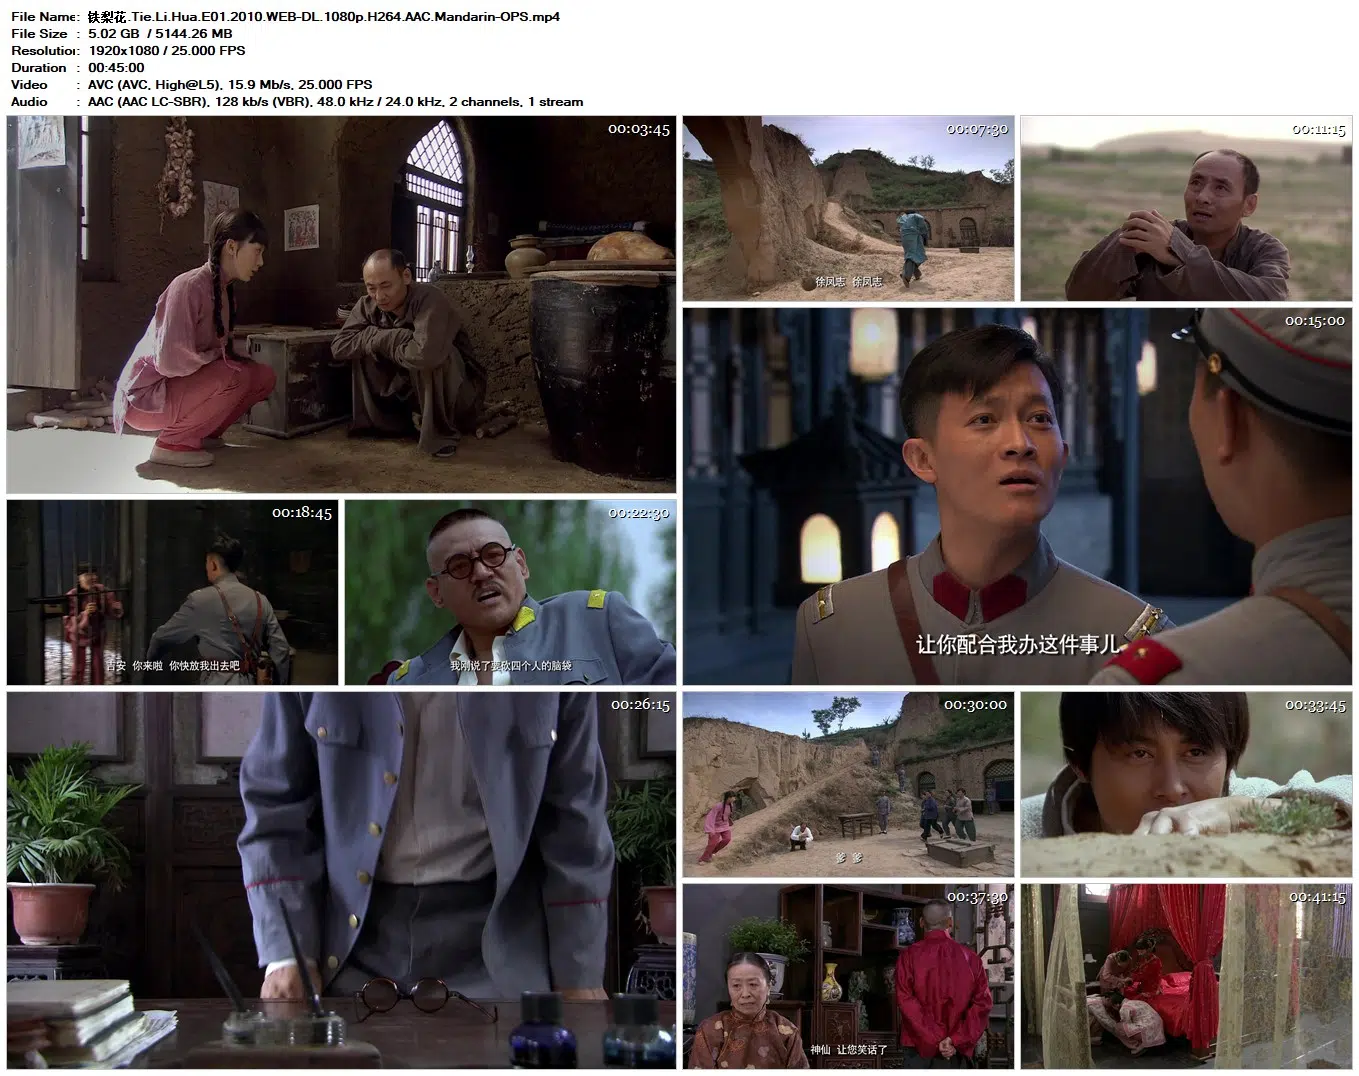 File Name: 铁梨花.Tie.Li.Hua.E01.2010.WEB-DL.1080p.H264.AAC.Mandarin-OPS.mp4
File Size : 5.02 GB / 5144.26 MB
Resolution: 1920x1080 / 25.000 FPS
Duration : 00:45:00
Video : AVC (AVC, High@L5), 15.9 Mb/s, 25.000 FPS
Audio : AAC (AAC LC-SBR), 128 kb/s (VBR), 48.0 kHz / 24.0 kHz, 2 channels, 1 stream
00:03:45
00:07:30
徐凤志 徐凤志
00:11:15
00:15:00
让你配合我办这件事儿
00:18:45
吉安 你来啦 你快放我出去吧
00:22:30
我刚说了要砍四个人的脑袋
00:26:15
00:30:00
爹 爹
00:33:45
00:37:30
神仙 让您笑话了
00:41:15